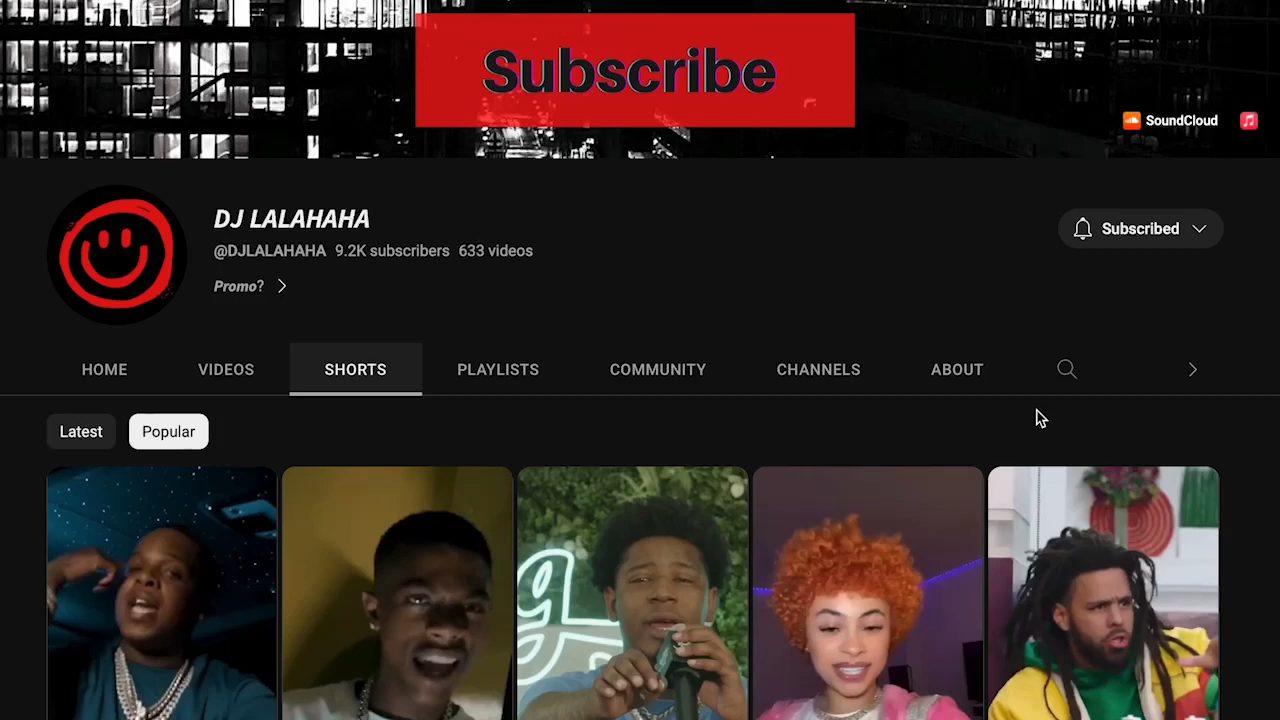 Subscribe
SoundCloud
DJ LALAHAHA
@DJLALAHAHA 9.2K subscribers 633 videos
Promo?
Subscribed
HOME VIDEOS SHORTS PLAYLISTS COMMUNITY CHANNELS ABOUT
Latest Popular